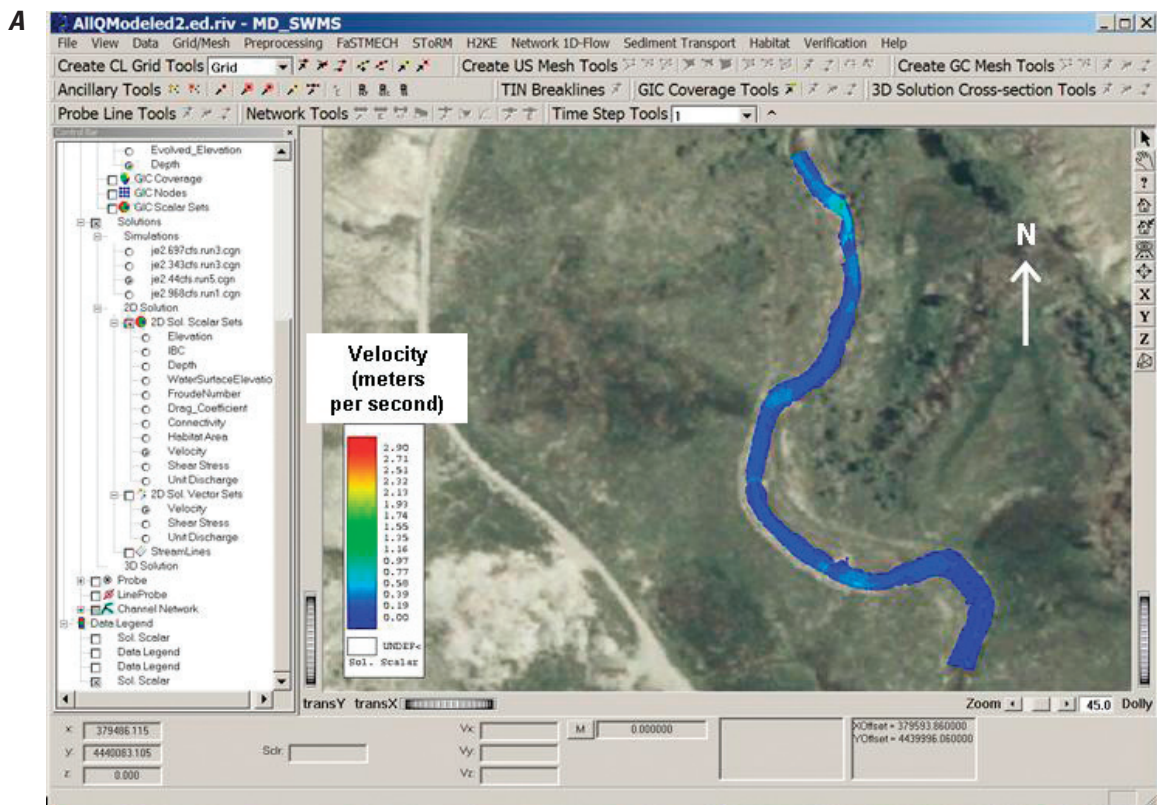 A
AllQModeled2.ed.riv - MD_SWMS
File View Data Grid/Mesh Preprocessing FaSTMECH SToRM H2KE Network 1D-Flow Sediment Transport Habitat Verification Help
Create CL Grid Tools Grid Create US Mesh Tools Create GC Mesh Tools
Ancillary Tools TIN Breaklines GIC Coverage Tools 3D Solution Cross-section Tools
Probe Line Tools Network Tools Time Step Tools 1
Control Bar
Evolved_Elevation
Depth
GIC Coverage
GIC Nodes
GIC Scalar Sets
Solutions
Simulations
je2.697cfs.run3.cgn
je2.343cfs.run3.cgn
je2.44cfs.run5.cgn
je2.968cfs.run1.cgn
2D Solution
2D Sol. Scalar Sets
Elevation
IBC
Depth
WaterSurfaceElevatio
FroudeNumber
Drag_Coefficient
Connectivity
Habitat Area
Velocity
Shear Stress
Unit Discharge
2D Sol. Vector Sets
Velocity
Shear Stress
Unit Discharge
StreamLines
3D Solution
Probe
LineProbe
Channel Network
Data Legend
Sol. Scalar
Data Legend
Data Legend
Sol. Scalar
Velocity
(meters
per second)
2.90
2.71
2.51
2.32
2.13
1.93
1.74
1.55
1.35
1.16
0.97
0.77
0.58
0.39
0.19
0.00
UNDEF<
Sol. Scalar
N
?
X
Y
Z
transY transX Zoom 45.0 Dolly
x: 379486.115 Vx: M 0.000000 XOffset = 379593.860000
y: 4440083.105 Sclr: Vy: YOffset = 4439996.060000
z: 0.000 Vz: